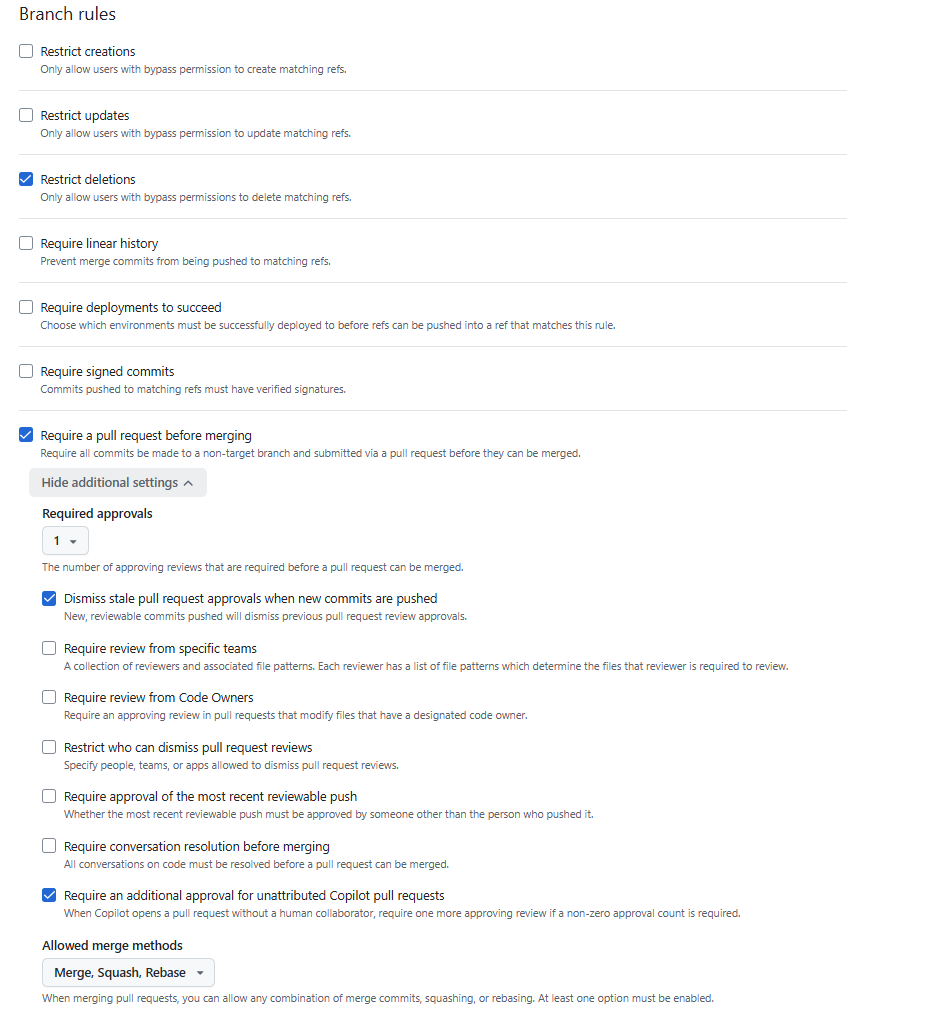 Branch rules
Restrict creations
Only allow users with bypass permission to create matching refs.
Restrict updates
Only allow users with bypass permission to update matching refs.
Restrict deletions
Only allow users with bypass permissions to delete matching refs.
Require linear history
Prevent merge commits from being pushed to matching refs.
Require deployments to succeed
Choose which environments must be successfully deployed to before refs can be pushed into a ref that matches this rule.
Require signed commits
Commits pushed to matching refs must have verified signatures.
Require a pull request before merging
Require all commits be made to a non-target branch and submitted via a pull request before they can be merged.
Hide additional settings
Required approvals
1
The number of approving reviews that are required before a pull request can be merged.
Dismiss stale pull request approvals when new commits are pushed
New, reviewable commits pushed will dismiss previous pull request review approvals.
Require review from specific teams
A collection of reviewers and associated file patterns. Each reviewer has a list of file patterns which determine the files that reviewer is required to review.
Require review from Code Owners
Require an approving review in pull requests that modify files that have a designated code owner.
Restrict who can dismiss pull request reviews
Specify people, teams, or apps allowed to dismiss pull request reviews.
Require approval of the most recent reviewable push
Whether the most recent reviewable push must be approved by someone other than the person who pushed it.
Require conversation resolution before merging
All conversations on code must be resolved before a pull request can be merged.
Require an additional approval for unattributed Copilot pull requests
When Copilot opens a pull request without a human collaborator, require one more approving review if a non-zero approval count is required.
Allowed merge methods
Merge, Squash, Rebase
When merging pull requests, you can allow any combination of merge commits, squashing, or rebasing. At least one option must be enabled.